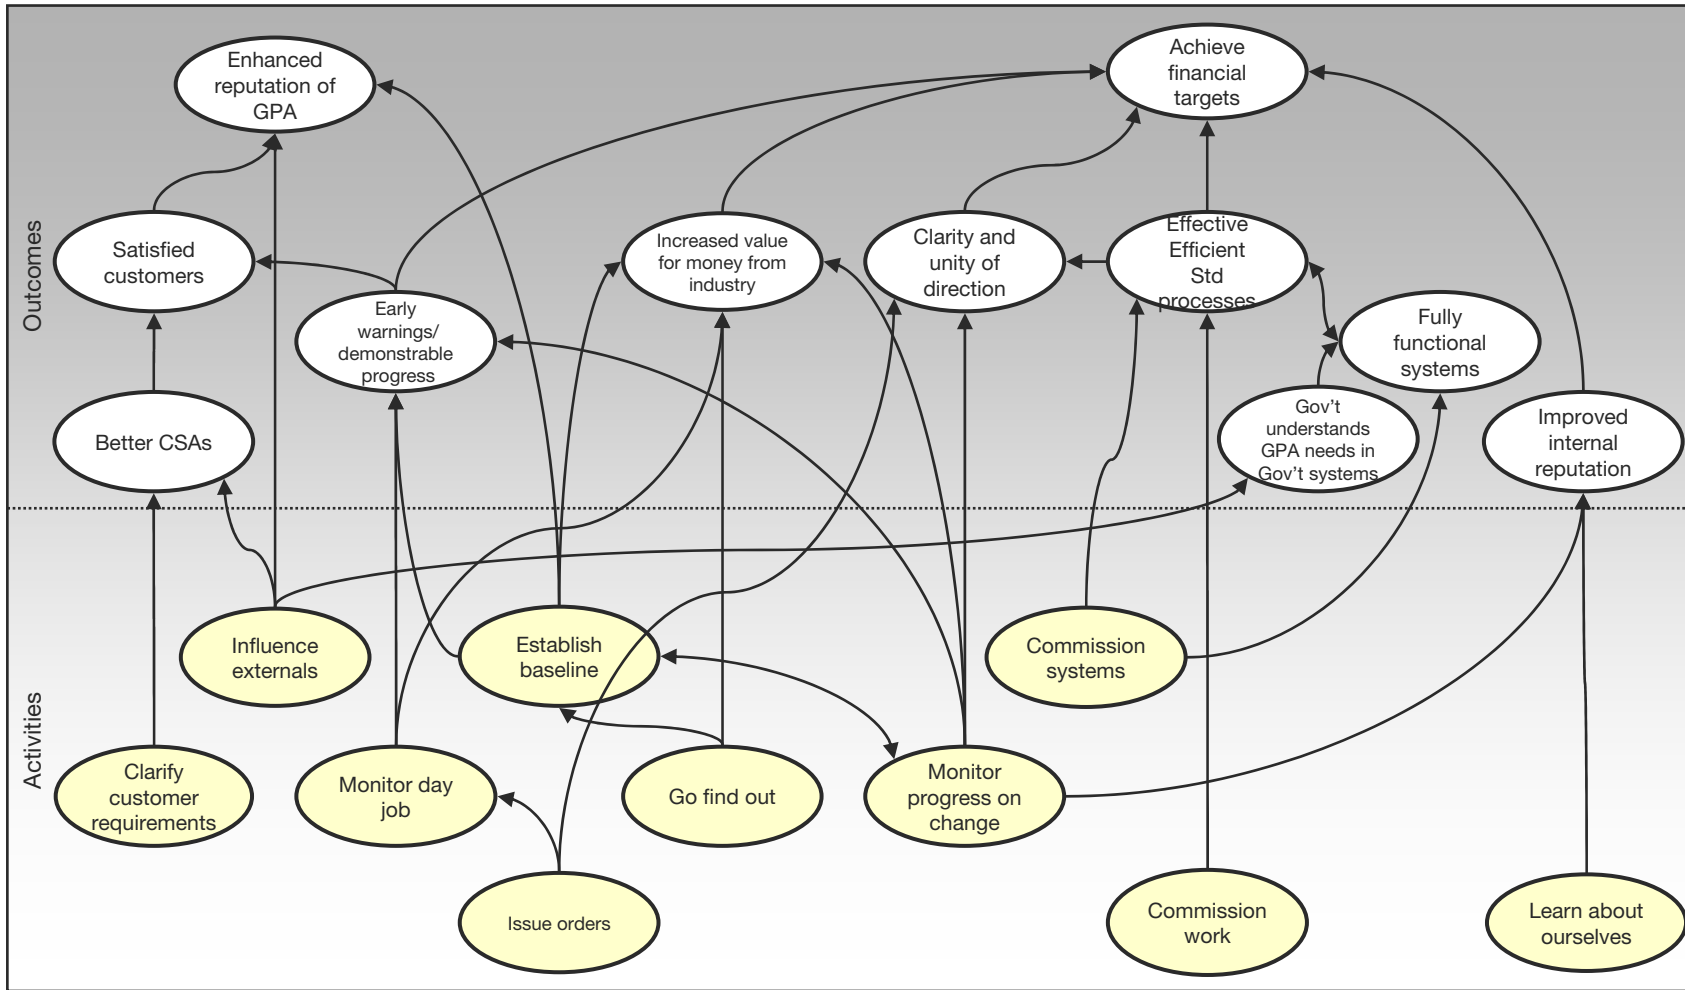 Enhanced
reputation of
GPA
Achieve
financial
targets
Outcomes
Satisfied
customers
Increased value
for money from
industry
Clarity and
unity of
direction
Effective
Efficient
Std
processes
Early
warnings/
demonstrable
progress
Fully
functional
systems
Better CSAs
Gov't
understands
GPA needs in
Gov't systems
Improved
internal
reputation
Activities
Influence
externals
Establish
baseline
Commission
systems
Clarify
customer
requirements
Monitor day
job
Go find out
Monitor
progress on
change
Issue orders
Commission
work
Learn about
ourselves